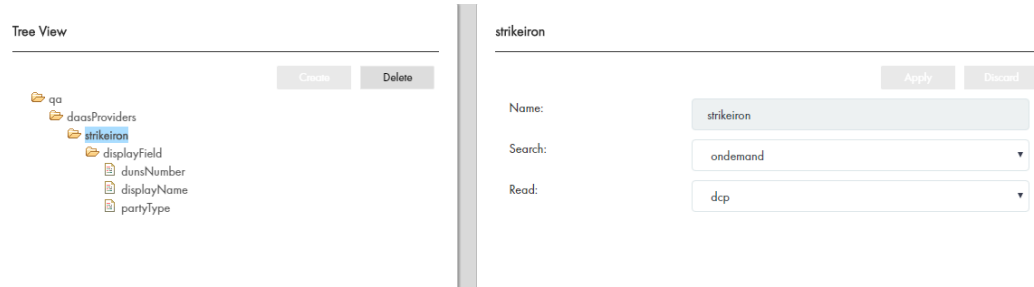 Tree View
Create
Delete
qa
daasProviders
strikeiron
displayField
dunsNumber
displayName
partyType
strikeiron
Apply
Discard
Name:
strikeiron
Search:
ondemand
Read:
dcp